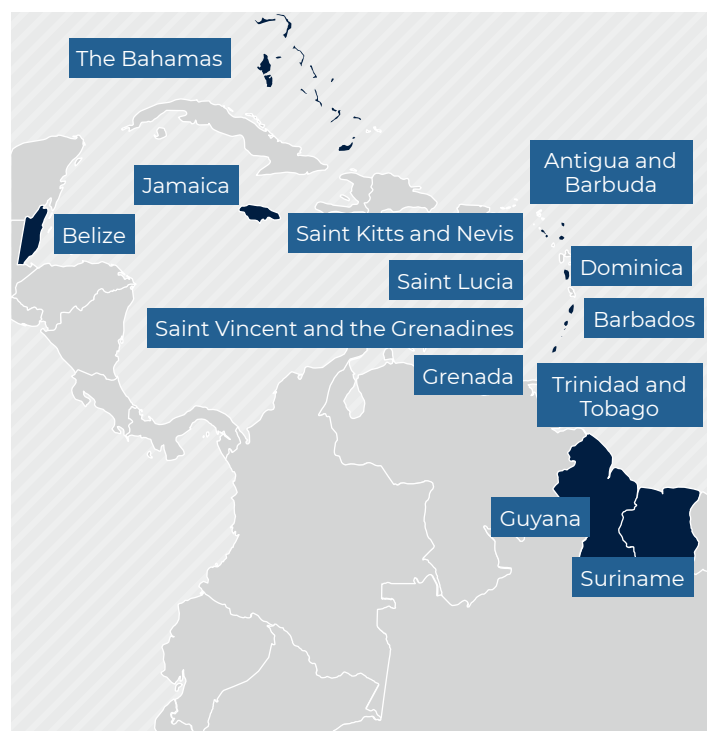 The Bahamas
Antigua and
Barbuda
Jamaica
Belize
Saint Kitts and Nevis
Dominica
Saint Lucia
Barbados
Saint Vincent and the Grenadines
Grenada
Trinidad and
Tobago
Guyana
Suriname